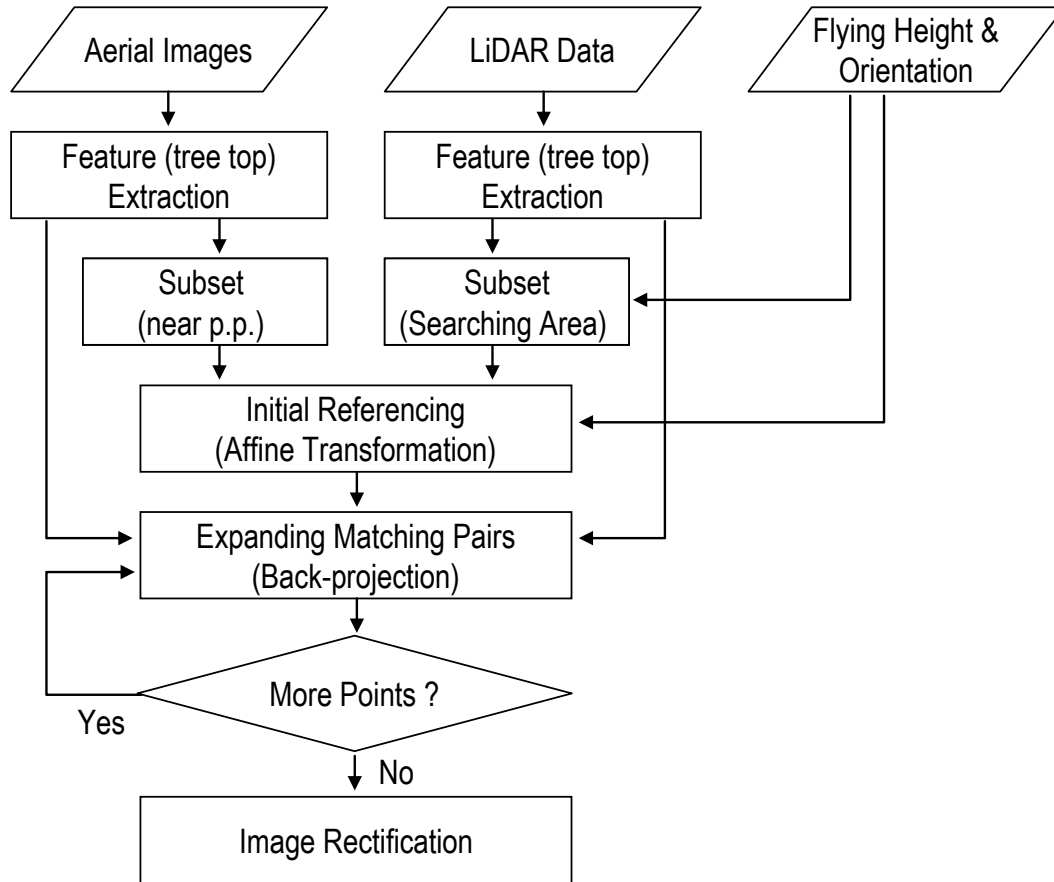 Aerial Images
LiDAR Data
Flying Height &
Orientation
Feature (tree top)
Extraction
Feature (tree top)
Extraction
Subset
(near p.p.)
Subset
(Searching Area)
Initial Referencing
(Affine Transformation)
Expanding Matching Pairs
(Back-projection)
More Points ?
Yes
No
Image Rectification